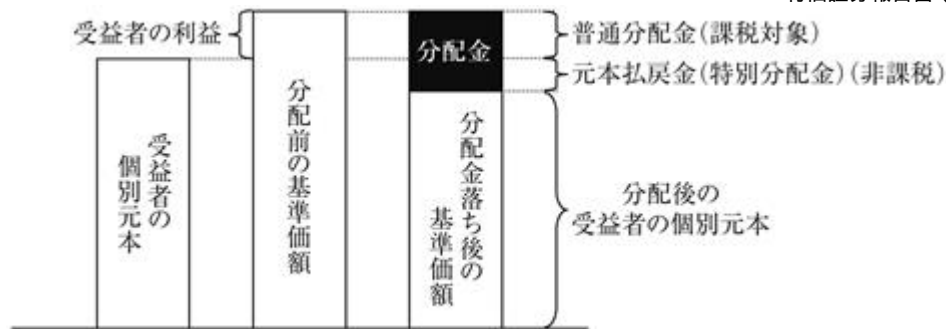 受益者の利益
分配金
普通分配金(課税対象)
元本払戻金(特別分配金)(非課税)
受益者の
個別元本
分配前の基準価額
分配金落ち後の
基準価額
分配後の
受益者の個別元本